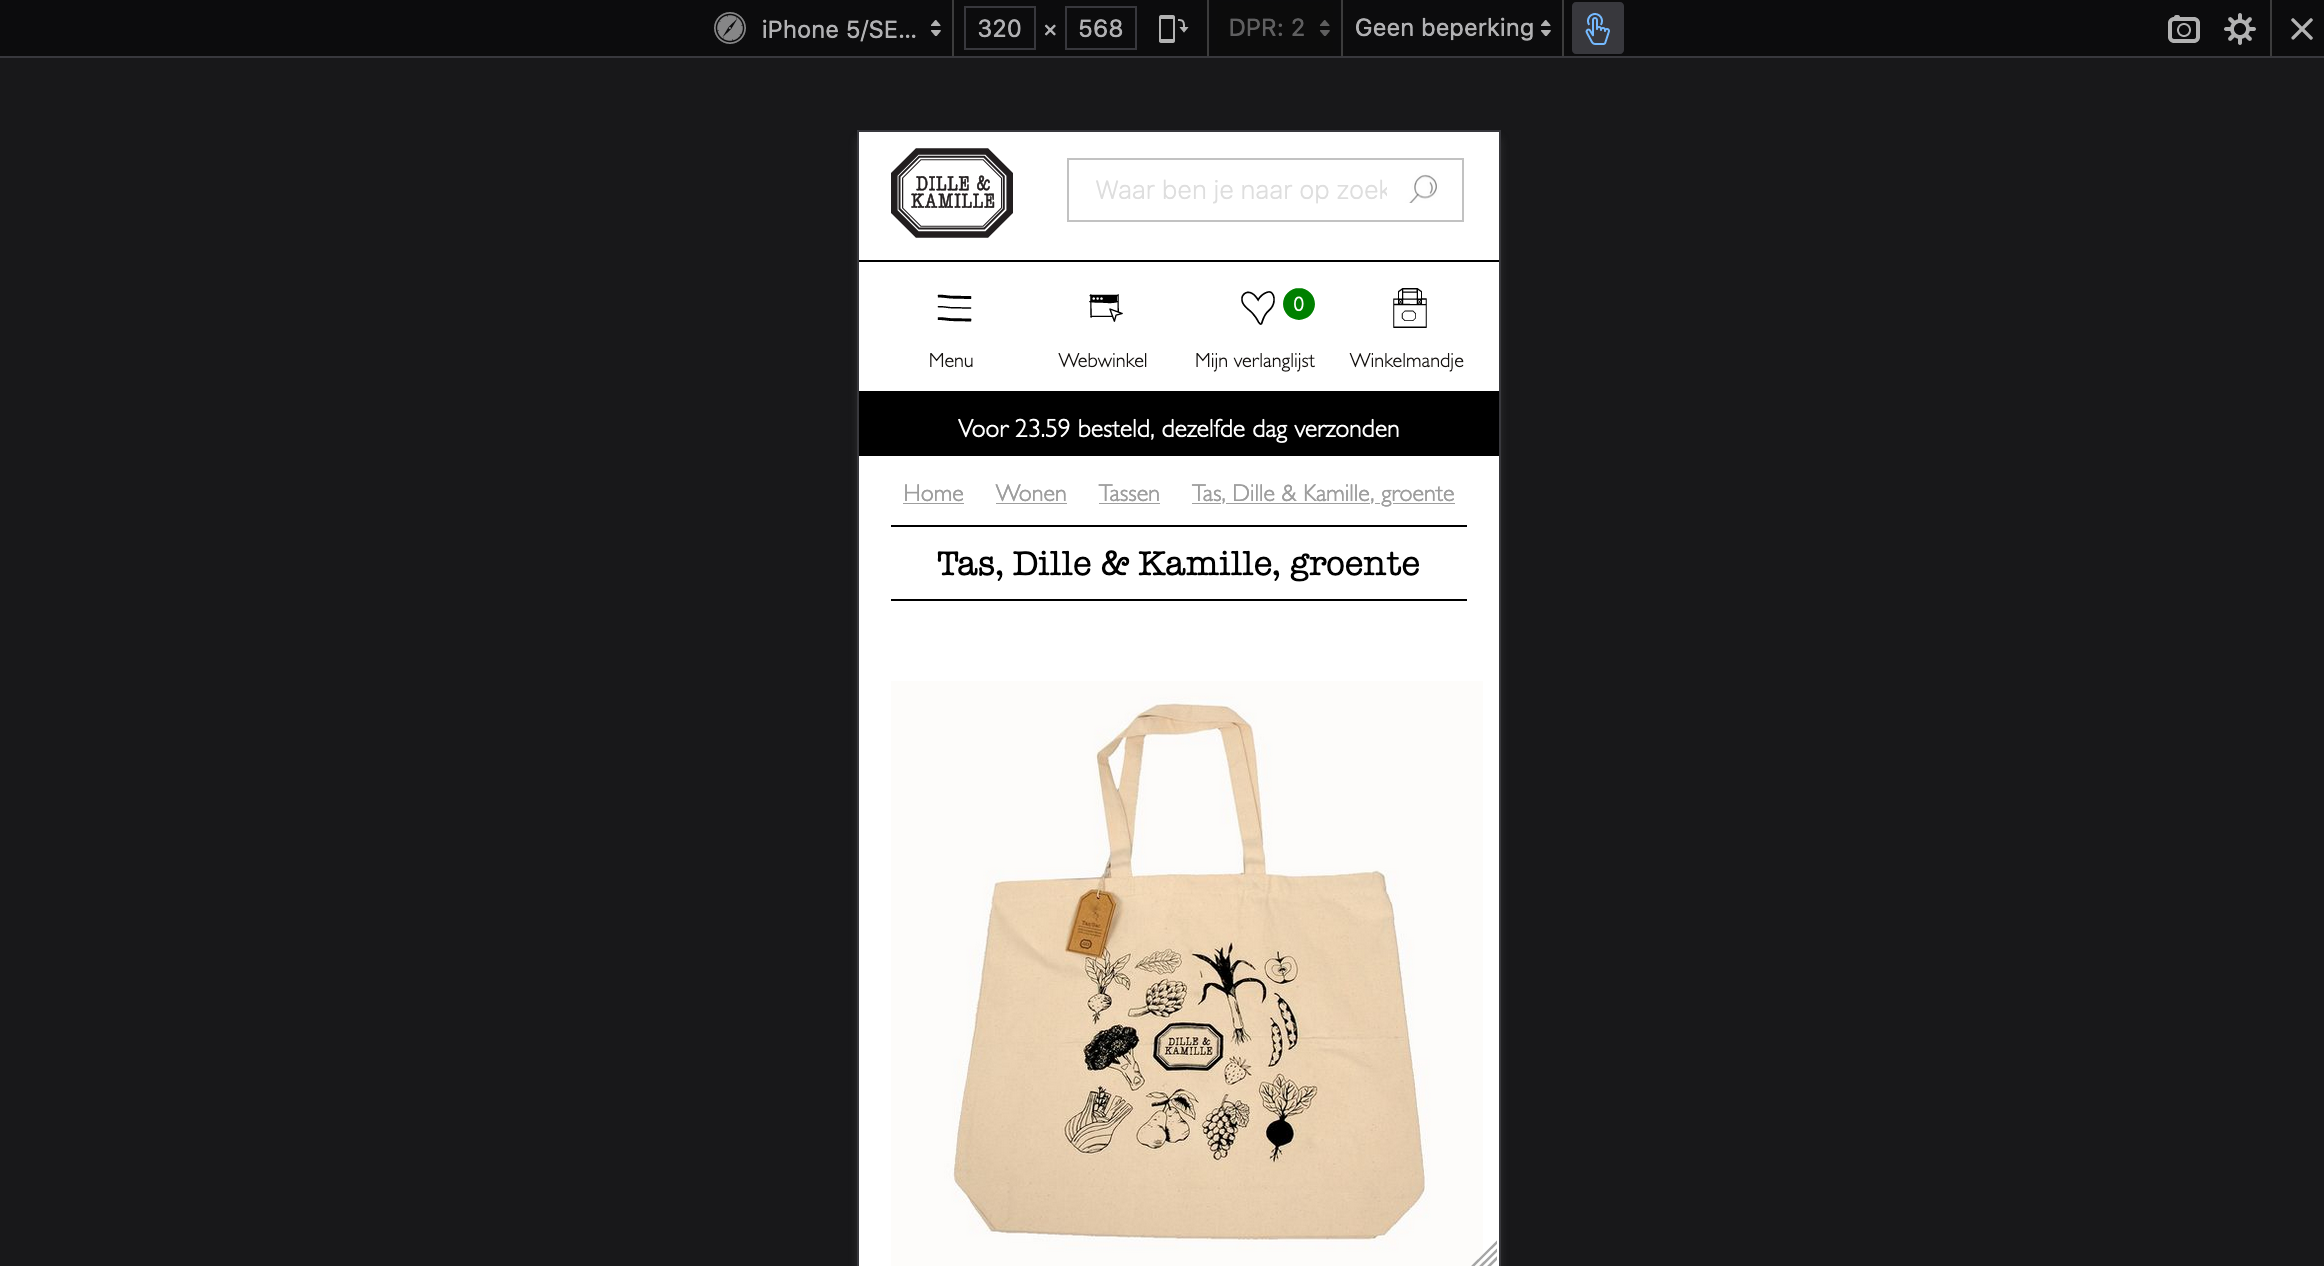 iPhone 5/SE...
320 × 568
DPR: 2
Geen beperking
DILLE &
KAMILLE
Waar ben je naar op zoek
0
Menu
Webwinkel
Mijn verlanglijst
Winkelmandje
Voor 23.59 besteld, dezelfde dag verzonden
Home
Wonen
Tassen
Tas, Dille & Kamille, groente
Tas, Dille & Kamille, groente
DILLE &
KAMILLE